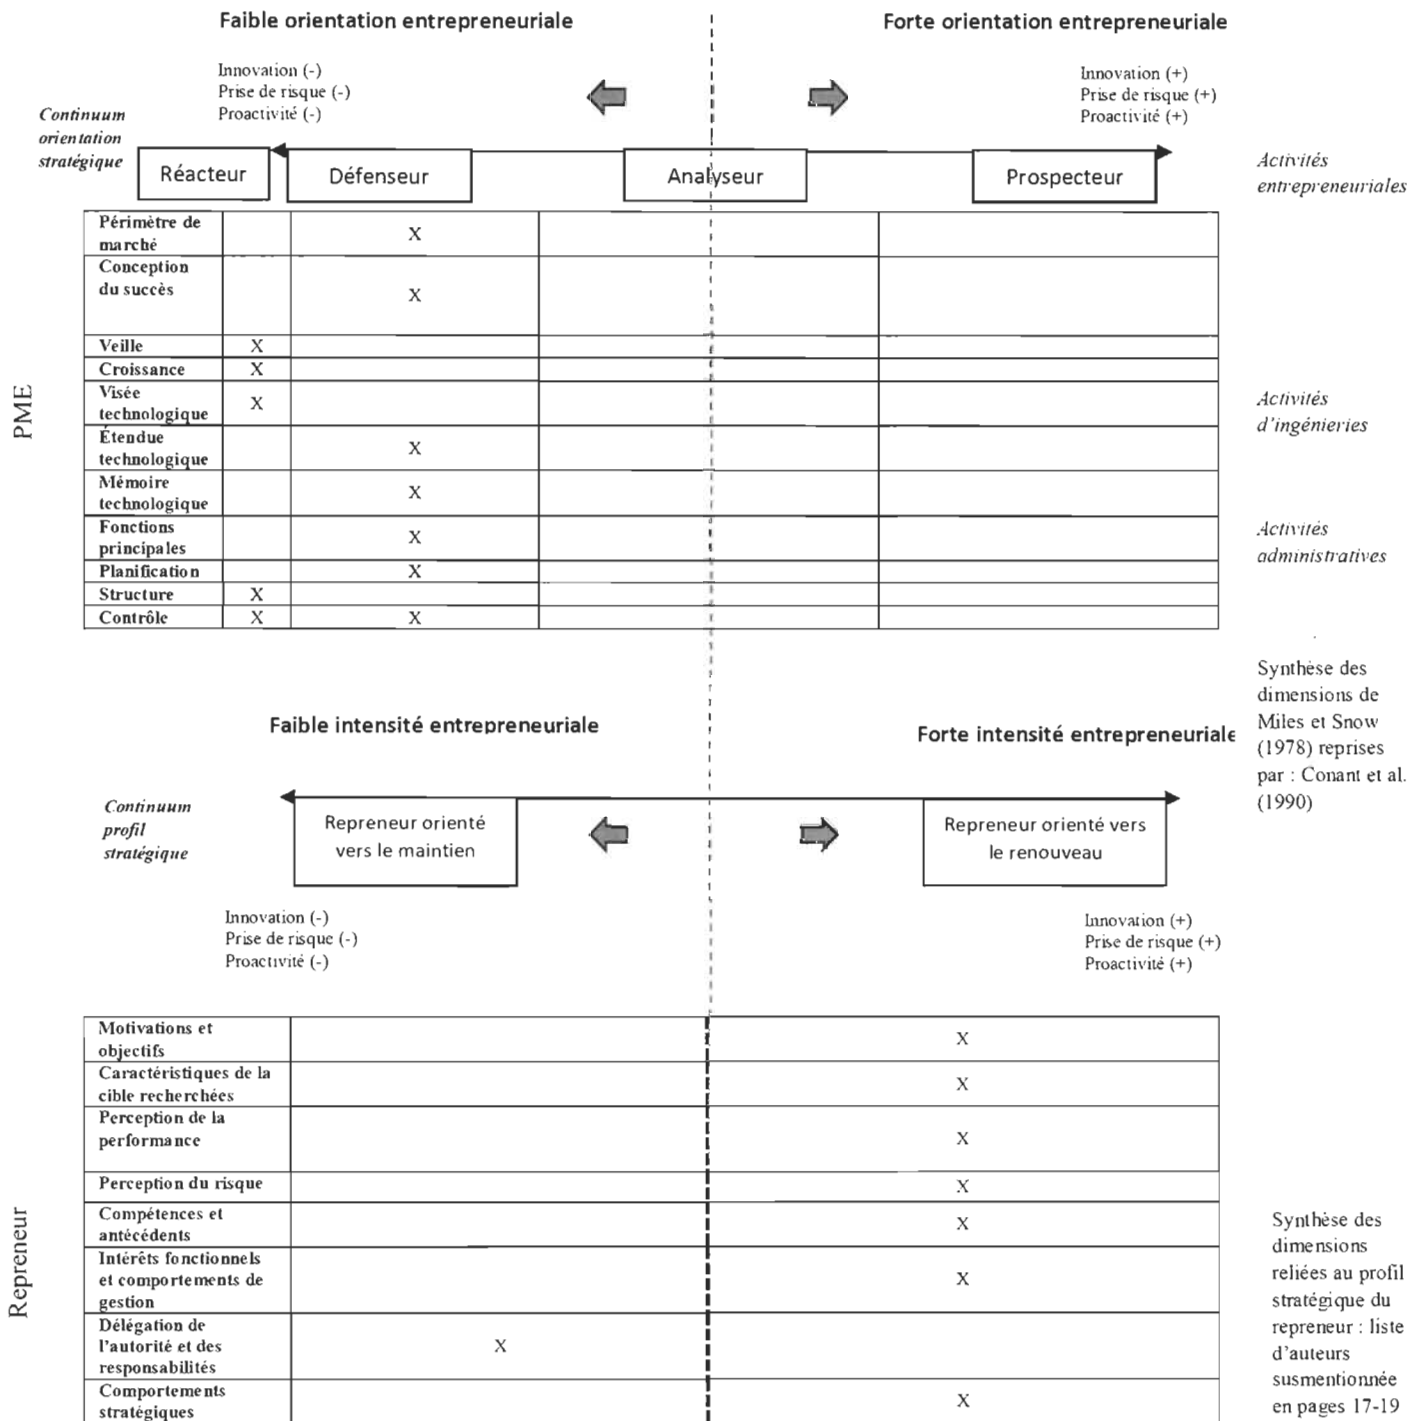 Faible orientation entrepreneuriale
Forte orientation entrepreneuriale
Innovation (-)
Prise de risque (-)
Proactivité (-)
Innovation (+)
Prise de risque (+)
Proactivité (+)
Continuum
orientation
stratégique
Réacteur
Défenseur
Analyseur
Prospecteur
Activités
entrepreneuriales
PME
Périmètre de
marché
X
Conception
du succès
X
Veille
X
Croissance
X
Visée
technologique
X
Activités
d'ingénieries
Étendue
technologique
X
Mémoire
technologique
X
Fonctions
principales
X
Activités
administratives
Planification
X
Structure
X
Contrôle
X
X
Synthèse des
dimensions de
Miles et Snow
(1978) reprises
par : Conant et al.
(1990)
Faible intensité entrepreneuriale
Forte intensité entrepreneuriale
Continuum
profil
stratégique
Repreneur orienté
vers le maintien
Repreneur orienté vers
le renouveau
Innovation (-)
Prise de risque (-)
Proactivité (-)
Innovation (+)
Prise de risque (+)
Proactivité (+)
Repreneur
Motivations et
objectifs
X
Caractéristiques de la
cible recherchées
X
Perception de la
performance
X
Perception du risque
X
Compétences et
antécédents
X
Intérêts fonctionnels
et comportements de
gestion
X
Délégation de
l'autorité et des
responsabilités
X
Comportements
stratégiques
X
Synthèse des
dimensions
reliées au profil
stratégique du
repreneur : liste
d'auteurs
susmentionnée
en pages 17-19